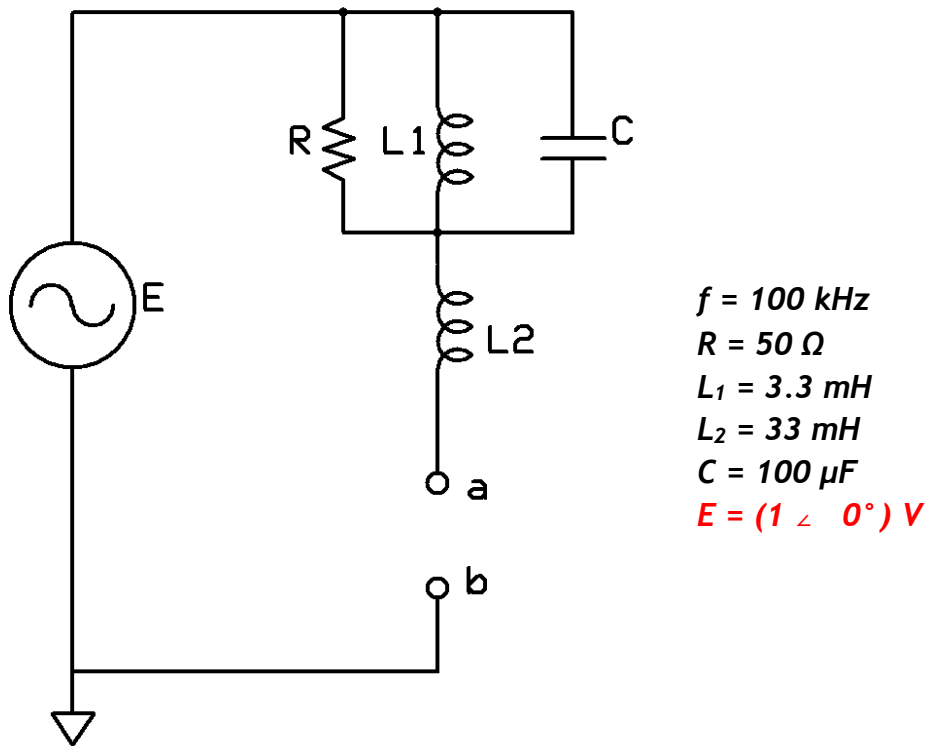 R
L1
C
E
L2
a
b
f = 100 kHz
R = 50 Ω
L₁ = 3.3 mH
L₂ = 33 mH
C = 100 µF
E = (1 ∠ 0°) V